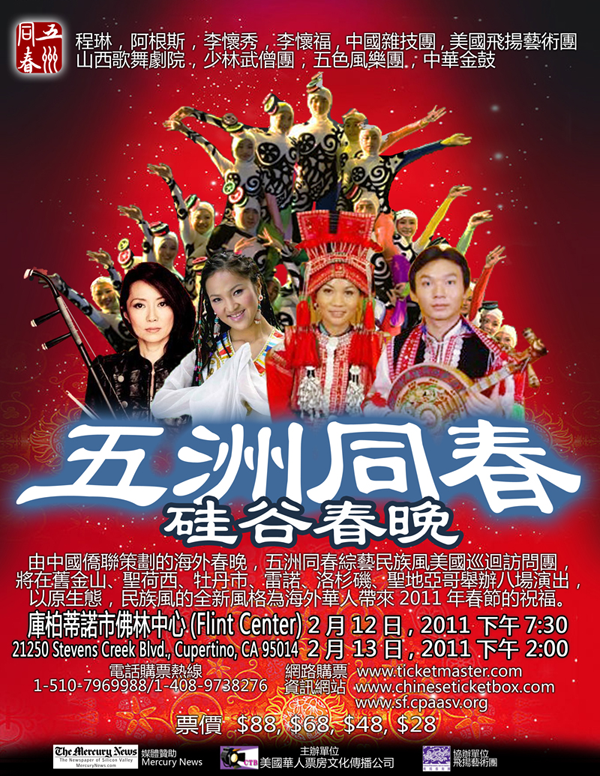 五洲同春
程琳，阿根斯，李懷秀，李懷福，中國雜技團，美國飛揚藝術團
山西歌舞劇院，少林武僧團，五色風樂團，中華金鼓
五洲同春
硅谷春晚
由中國僑聯策劃的海外春晚，五洲同春綜藝民族風美國巡迴訪問團，
將在舊金山、聖荷西、牡丹市、雷諾、洛杉磯、聖地亞哥舉辦八場演出，
以原生態，民族風的全新風格為海外華人帶來 2011 年春節的祝福。
庫柏蒂諾市佛林中心 (Flint Center) 2 月 12 日 , 2011 下午 7:30
21250 Stevens Creek Blvd., Cupertino, CA 95014 2 月 13 日 , 2011 下午 2:00
電話購票熱線 網路購票 www.ticketmaster.com
1-510-7969988/1-408-9738276 資訊網站 www.chineseticketbox.com
www.sf.cpaasv.org
票價 $88, $68, $48, $28
The Mercury News 媒體贊助 主辦單位 協辦單位
The Newspaper of Silicon Valley
MercuryNews.com Mercury News CTB 美國華人票房文化傳播公司 飛揚藝術團